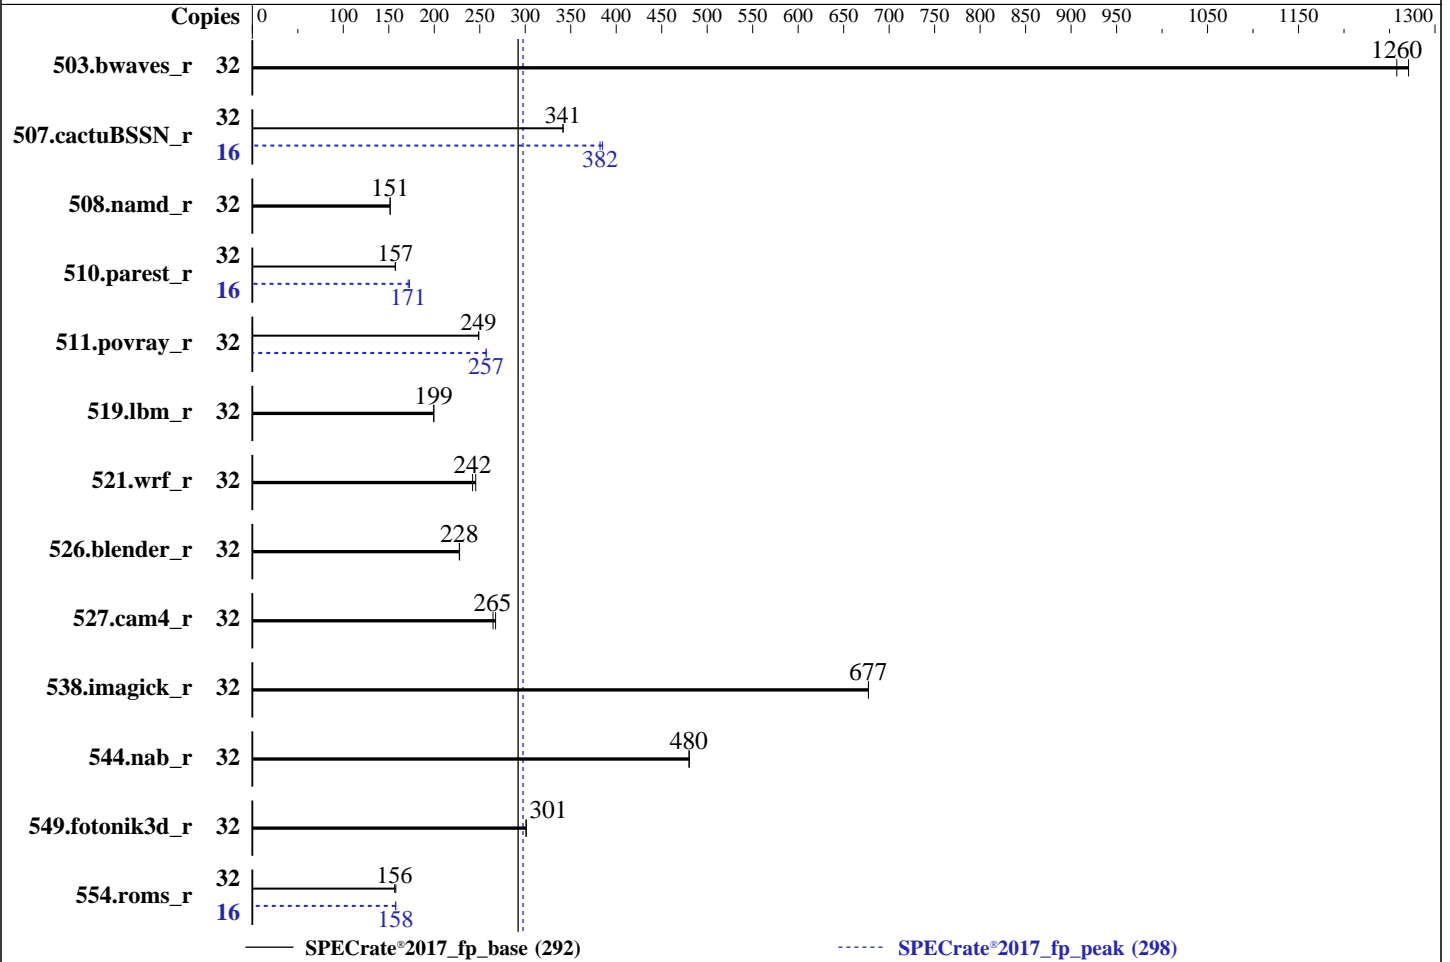 Copies 0 100 150 200 250 300 350 400 450 500 550 600 650 700 750 800 850 900 950 1050 1150 1300
503.bwaves_r 32 1260
507.cactuBSSN_r 32 341
16 382
508.namd_r 32 151
510.parest_r 32 157
16 171
511.povray_r 32 249
257
519.lbm_r 32 199
521.wrf_r 32 242
526.blender_r 32 228
527.cam4_r 32 265
538.imagick_r 32 677
544.nab_r 32 480
549.fotonik3d_r 32 301
554.roms_r 32 156
16 158
SPECrate®2017_fp_base (292) SPECrate®2017_fp_peak (298)